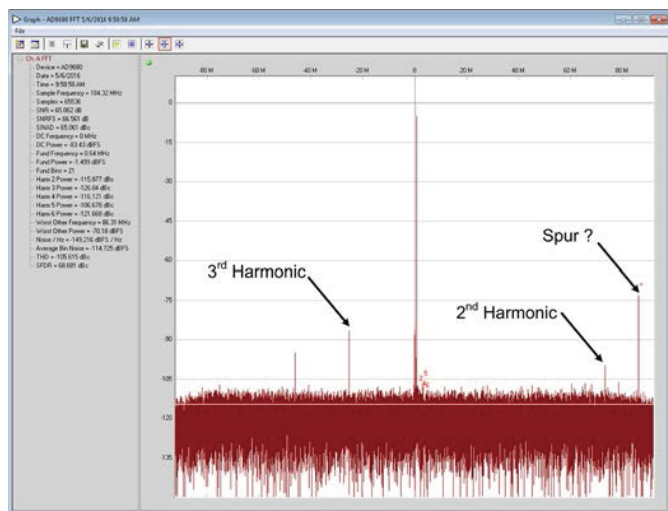 Graph - AD9680 FFT 5/6/2016 9:58:58 AM
File
Ch. A FFT
Device = AD9680
Date = 5/6/2016
Time = 9:58:58 AM
Sample Frequency = 184.32 MHz
Samples = 65536
SNR = 65.062 dB
SNRFS = 66.561 dB
SINAD = 65.061 dBc
DC Frequency = 0 MHz
DC Power = -83.43 dBFS
Fund Frequency = 0.64 MHz
Fund Power = -1.499 dBFS
Fund Bins = 21
Harm 2 Power = -115.877 dBc
Harm 3 Power = -126.04 dBc
Harm 4 Power = -116.121 dBc
Harm 5 Power = -106.678 dBc
Harm 6 Power = -121.668 dBc
Worst Other Frequency = 86.31 MHz
Worst Other Power = -70.18 dBFS
Noise / Hz = -149.216 dBFS / Hz
Average Bin Noise = -114.725 dBFS
THD = -105.615 dBc
SFDR = 68.681 dBc
-80 M -60 M -40 M -20 M 0 20 M 40 M 60 M 80 M
0
-15
-30
-45
-60
-75
-90
-105
-120
-135
Spur ?
3rd Harmonic
2nd Harmonic